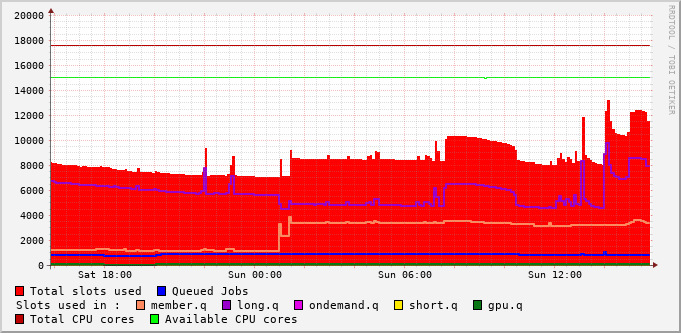 20000
18000
16000
14000
12000
10000
8000
6000
4000
2000
0
Sat 18:00 Sun 00:00 Sun 06:00 Sun 12:00
Total slots used Queued Jobs
Slots used in : member.q long.q ondemand.q short.q gpu.q
Total CPU cores Available CPU cores
RRDTOOL / TOBI OETIKER